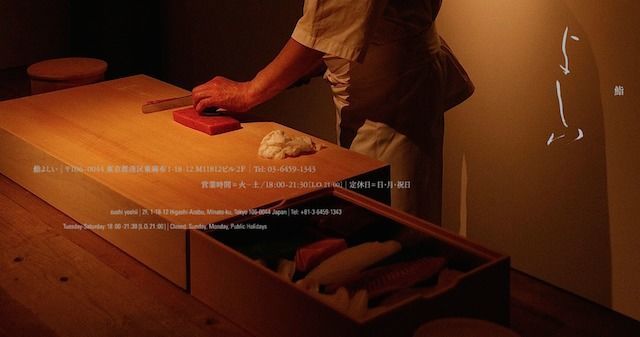 よしい
鮨
鮨よしい | 〒106-0044 東京都港区東麻布1-18-12 M11812ビル2F | Tel: 03-6459-1343
営業時間=火–土/18:00-21:30[L.O.21:00] | 定休日=日・月・祝日
sushi yoshii | 2F, 1-18-12 Higashi-Azabu, Minato-ku, Tokyo 106-0044 Japan | Tel: +81-3-6459-1343
Tuesday-Saturday: 18:00-21:30 [L.O. 21:00] | Closed: Sunday, Monday, Public Holidays